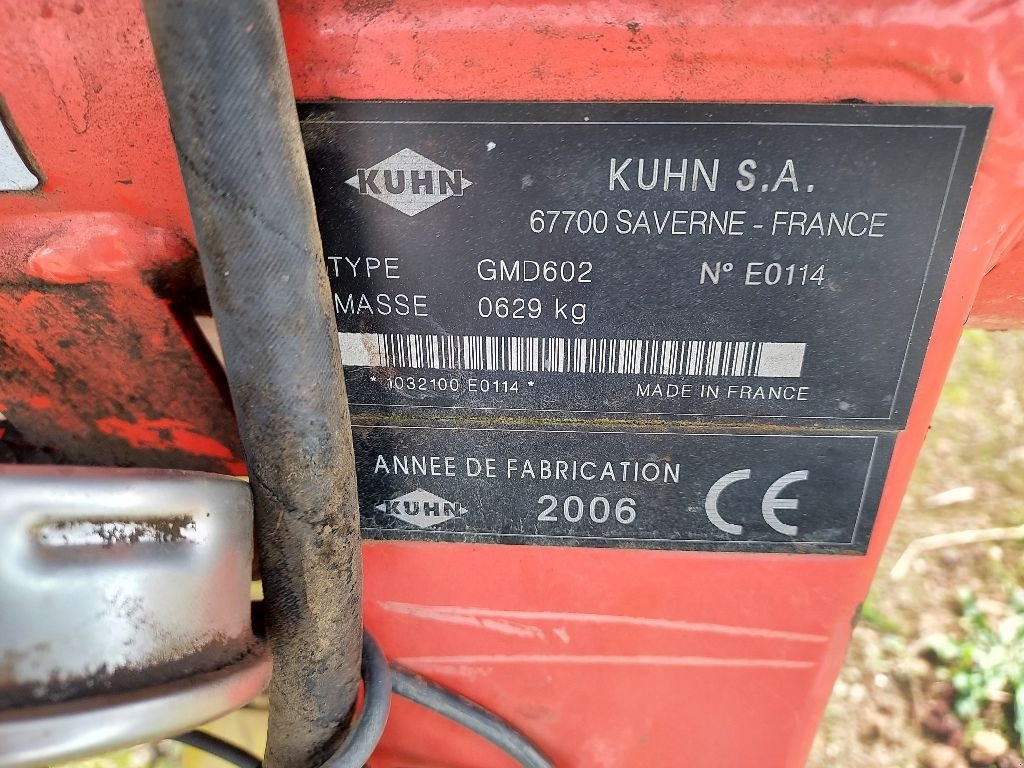 KUHN
KUHN S.A.
67700 SAVERNE - FRANCE
TYPE GMD602 N° E0114
MASSE 0629 kg
* 1032100 E0114 * MADE IN FRANCE
ANNEE DE FABRICATION
KUHN 2006 CE